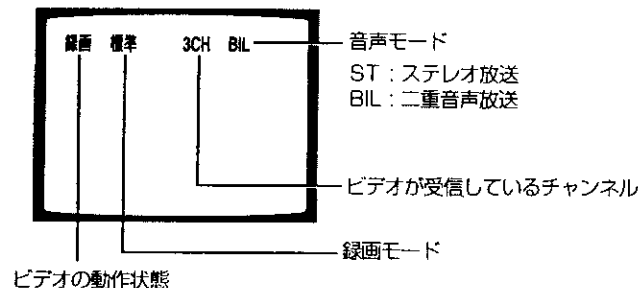 録画 標準 3CH BIL
音声モード
ST：ステレオ放送
BIL：二重音声放送
ビデオが受信しているチャンネル
録画モード
ビデオの動作状態